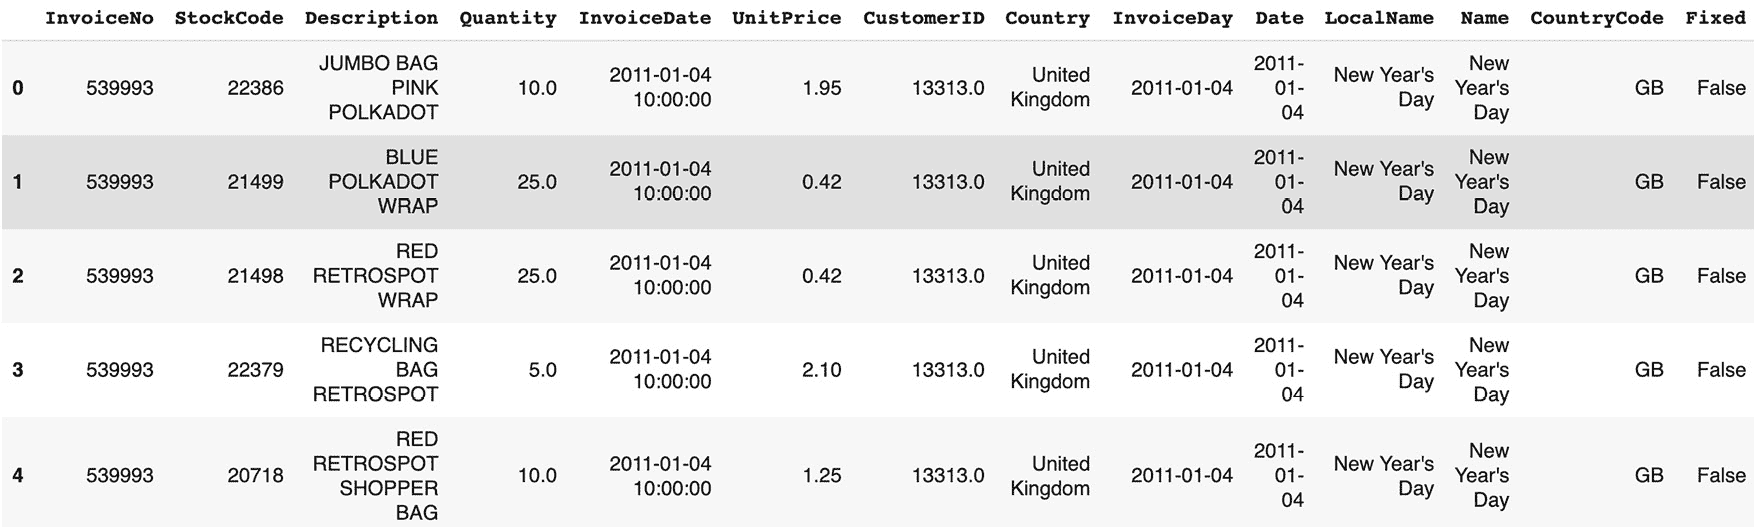 InvoiceNo StockCode Description Quantity InvoiceDate UnitPrice CustomerID Country InvoiceDay Date LocalName Name CountryCode Fixed
0 539993 22386 JUMBO BAG PINK POLKADOT 10.0 2011-01-04 10:00:00 1.95 13313.0 United Kingdom 2011-01-04 2011-01-04 New Year's Day New Year's Day GB False
1 539993 21499 BLUE POLKADOT WRAP 25.0 2011-01-04 10:00:00 0.42 13313.0 United Kingdom 2011-01-04 2011-01-04 New Year's Day New Year's Day GB False
2 539993 21498 RED RETROSPOT WRAP 25.0 2011-01-04 10:00:00 0.42 13313.0 United Kingdom 2011-01-04 2011-01-04 New Year's Day New Year's Day GB False
3 539993 22379 RECYCLING BAG RETROSPOT 5.0 2011-01-04 10:00:00 2.10 13313.0 United Kingdom 2011-01-04 2011-01-04 New Year's Day New Year's Day GB False
4 539993 20718 RED RETROSPOT SHOPPER BAG 10.0 2011-01-04 10:00:00 1.25 13313.0 United Kingdom 2011-01-04 2011-01-04 New Year's Day New Year's Day GB False